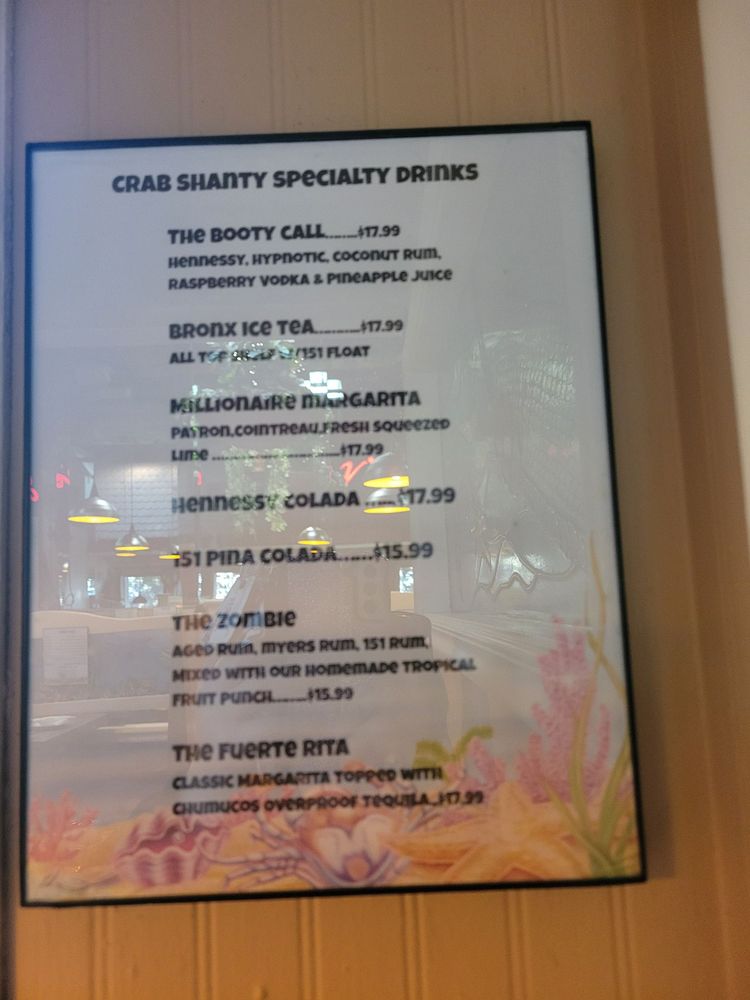 CRAB SHANTY SPECIALTY DRINKS
THE BOOTY CALL........$17.99
HENNESSY, HYPNOTIC, COCONUT RUM,
RASPBERRY VODKA & PINEAPPLE JUICE
BRONX ICE TEA...........$17.99
ALL TOP SHELF W/151 FLOAT
MILLIONAIRE MARGARITA
PATRON,COINTREAU,FRESH SQUEEZED
LIME ................................$17.99
HENNESSY COLADA ......$17.99
151 PINA COLADA......$15.99
THE ZOMBIE
AGED RUM, MYERS RUM, 151 RUM,
MIXED WITH OUR HOMEMADE TROPICAL
FRUIT PUNCH.........$15.99
THE FUERTE RITA
CLASSIC MARGARITA TOPPED WITH
CHUMUCOS OVERPROOF TEQUILA...$17.99